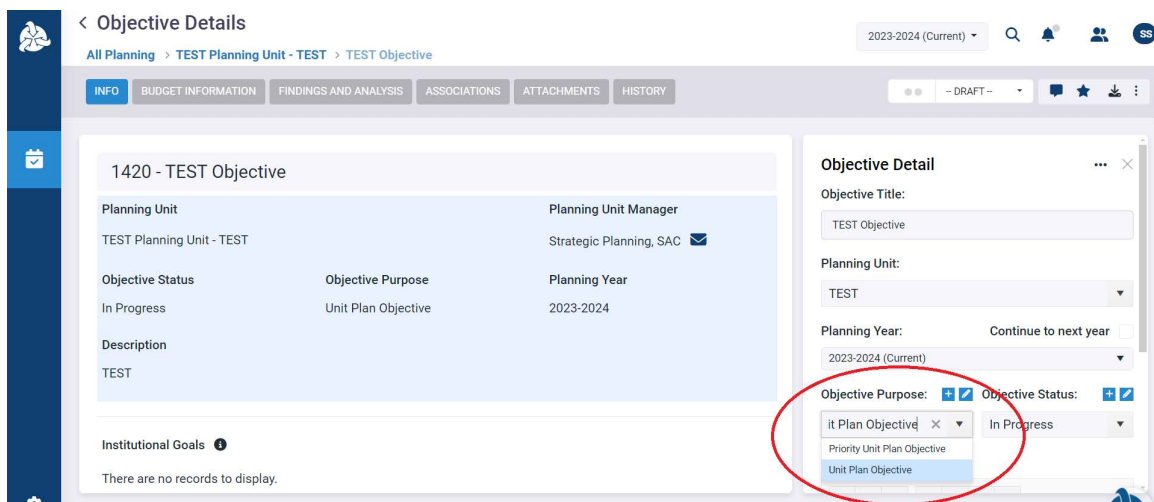 Objective Details
2023-2024 (Current)
SS
All Planning > TEST Planning Unit - TEST > TEST Objective
INFO
BUDGET INFORMATION
FINDINGS AND ANALYSIS
ASSOCIATIONS
ATTACHMENTS
HISTORY
-- DRAFT --
1420 - TEST Objective
Planning Unit
Planning Unit Manager
TEST Planning Unit - TEST
Strategic Planning, SAC
Objective Status
Objective Purpose
Planning Year
In Progress
Unit Plan Objective
2023-2024
Description
TEST
Institutional Goals
There are no records to display.
Objective Detail
Objective Title:
TEST Objective
Planning Unit:
TEST
Planning Year:
Continue to next year
2023-2024 (Current)
Objective Purpose:
Objective Status:
it Plan Objective
In Progress
Priority Unit Plan Objective
Unit Plan Objective